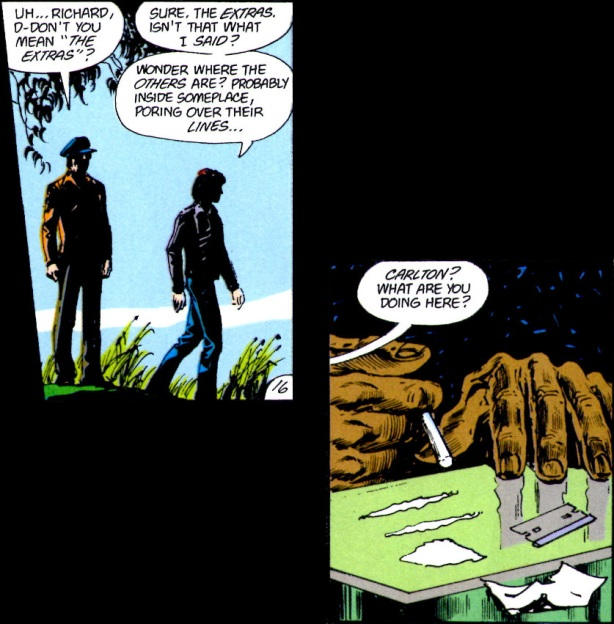 UH... RICHARD,
D-DON'T YOU
MEAN "THE
EXTRAS"?
SURE. THE EXTRAS.
ISN'T THAT WHAT
I SAID?
WONDER WHERE THE
OTHERS ARE? PROBABLY
INSIDE SOMEPLACE,
PORING OVER THEIR
LINES...
16
CARLTON?
WHAT ARE YOU
DOING HERE?